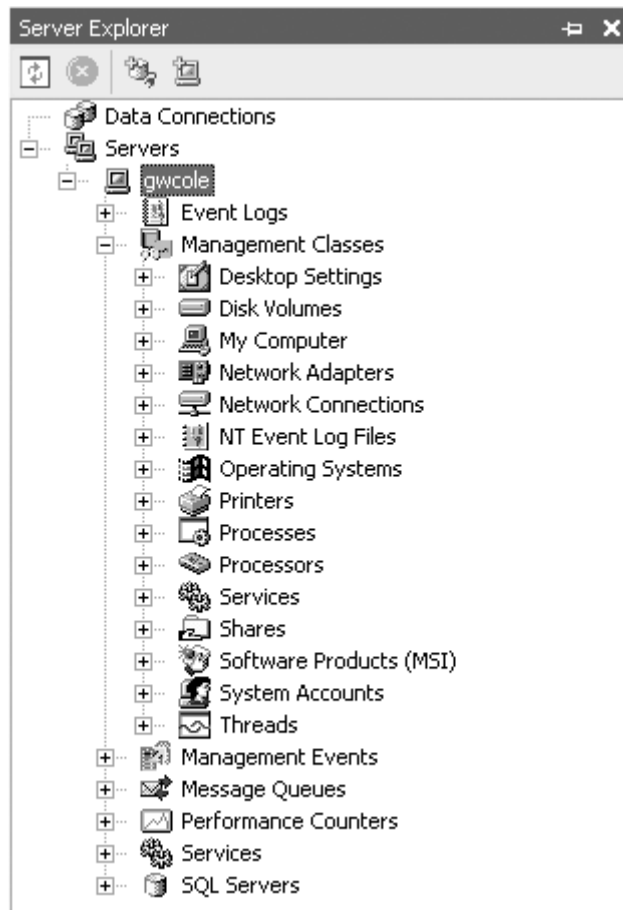 Server Explorer
Data Connections
Servers
gwcole
Event Logs
Management Classes
Desktop Settings
Disk Volumes
My Computer
Network Adapters
Network Connections
NT Event Log Files
Operating Systems
Printers
Processes
Processors
Services
Shares
Software Products (MSI)
System Accounts
Threads
Management Events
Message Queues
Performance Counters
Services
SQL Servers